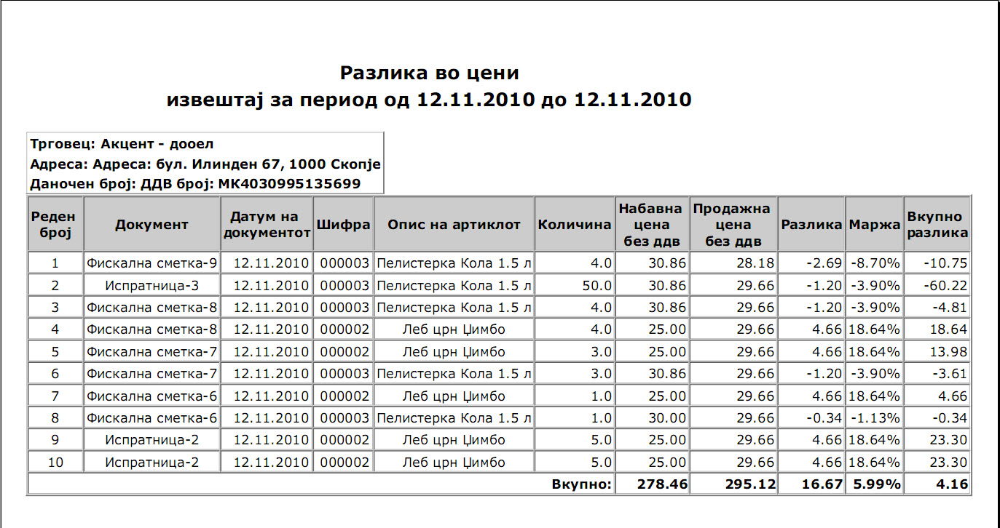 Разлика во цени
извештај за период од 12.11.2010 до 12.11.2010
Трговец: Акцент - дооел
Адреса: Адреса: бул. Илинден 67, 1000 Скопје
Даночен број: ДДВ број: МК4030995135699
Реден број Документ Датум на документот Шифра Опис на артиклот Количина Набавна цена без ддв Продажна цена без ддв Разлика Маржа Вкупно разлика
1 Фискална сметка-9 12.11.2010 000003 Пелистерка Кола 1.5 л 4.0 30.86 28.18 -2.69 -8.70% -10.75
2 Испратница-3 12.11.2010 000003 Пелистерка Кола 1.5 л 50.0 30.86 29.66 -1.20 -3.90% -60.22
3 Фискална сметка-8 12.11.2010 000003 Пелистерка Кола 1.5 л 4.0 30.86 29.66 -1.20 -3.90% -4.81
4 Фискална сметка-8 12.11.2010 000002 Леб црн Џимбо 4.0 25.00 29.66 4.66 18.64% 18.64
5 Фискална сметка-7 12.11.2010 000002 Леб црн Џимбо 3.0 25.00 29.66 4.66 18.64% 13.98
6 Фискална сметка-7 12.11.2010 000003 Пелистерка Кола 1.5 л 3.0 30.86 29.66 -1.20 -3.90% -3.61
7 Фискална сметка-6 12.11.2010 000002 Леб црн Џимбо 1.0 25.00 29.66 4.66 18.64% 4.66
8 Фискална сметка-6 12.11.2010 000003 Пелистерка Кола 1.5 л 1.0 30.00 29.66 -0.34 -1.13% -0.34
9 Испратница-2 12.11.2010 000002 Леб црн Џимбо 5.0 25.00 29.66 4.66 18.64% 23.30
10 Испратница-2 12.11.2010 000002 Леб црн Џимбо 5.0 25.00 29.66 4.66 18.64% 23.30
Вкупно: 278.46 295.12 16.67 5.99% 4.16